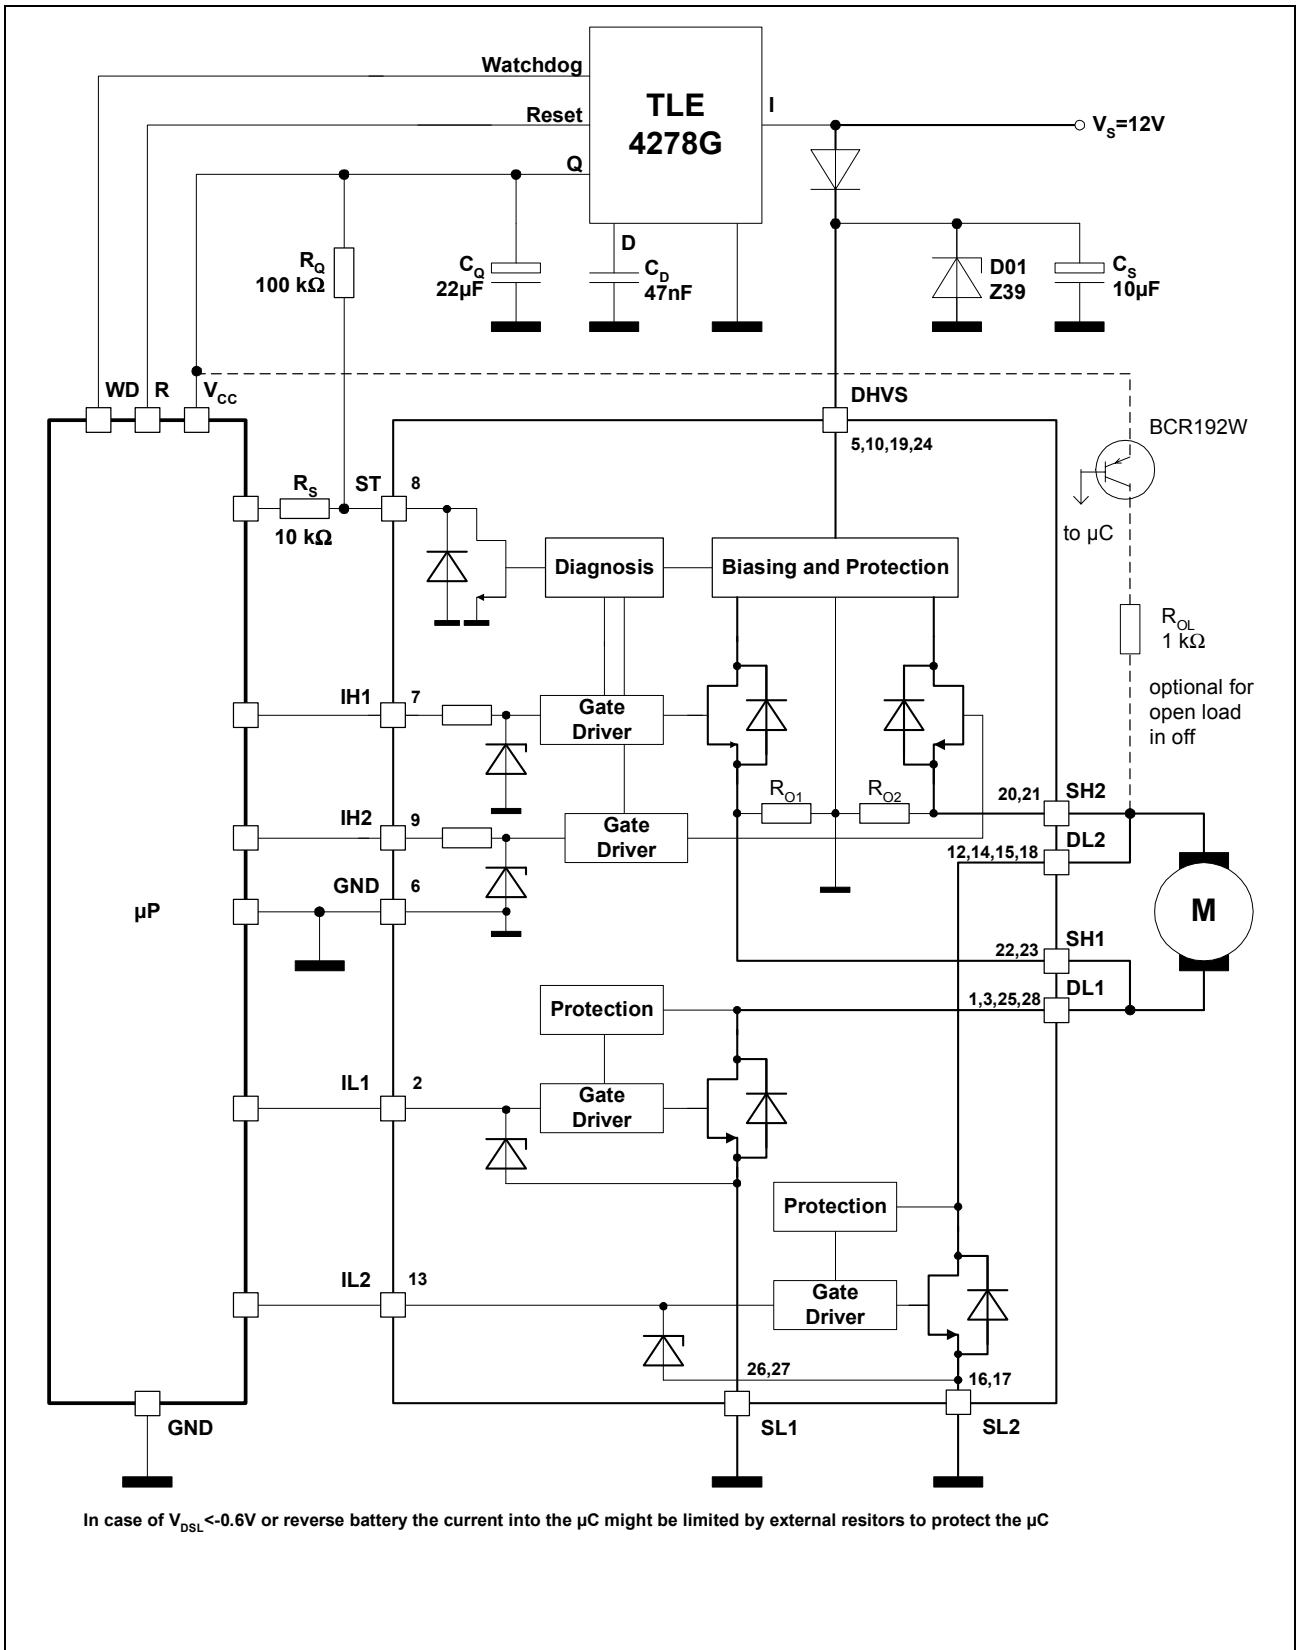 Watchdog
Reset
Q
TLE
4278G
I
V_S=12V
D
R_Q
100 kΩ
C_Q
22µF
C_D
47nF
D01
Z39
C_S
10µF
WD
R
V_CC
DHVS
5,10,19,24
BCR192W
to µC
R_S
10 kΩ
ST
8
Diagnosis
Biasing and Protection
R_OL
1 kΩ
optional for
open load
in off
IH1
7
Gate
Driver
R_O1
R_O2
20,21
SH2
IH2
9
Gate
Driver
12,14,15,18
DL2
GND
6
µP
M
22,23
SH1
1,3,25,28
DL1
Protection
IL1
2
Gate
Driver
Protection
IL2
13
Gate
Driver
26,27
16,17
GND
SL1
SL2
In case of V_DSL<-0.6V or reverse battery the current into the µC might be limited by external resitors to protect the µC